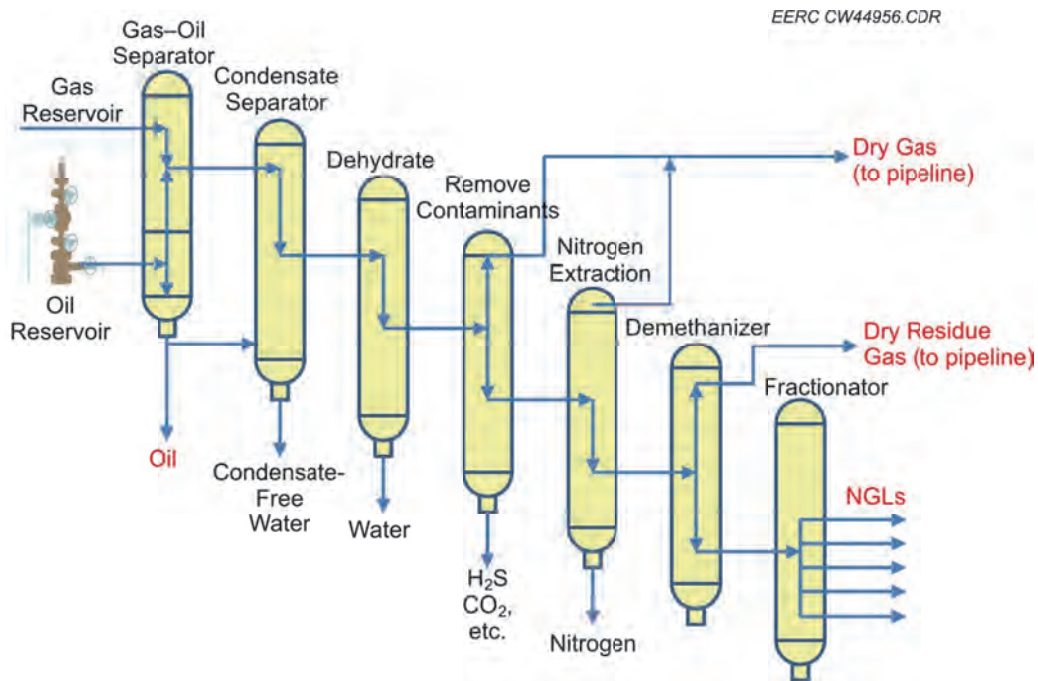 EERC CW44956.CDR
Gas–Oil
Separator
Gas
Reservoir
Condensate
Separator
Dehydrate
Remove
Contaminants
Dry Gas
(to pipeline)
Nitrogen
Extraction
Oil
Reservoir
Demethanizer
Dry Residue
Gas (to pipeline)
Fractionator
Oil
Condensate-
Free
Water
Water
NGLs
H₂S
CO₂,
etc.
Nitrogen